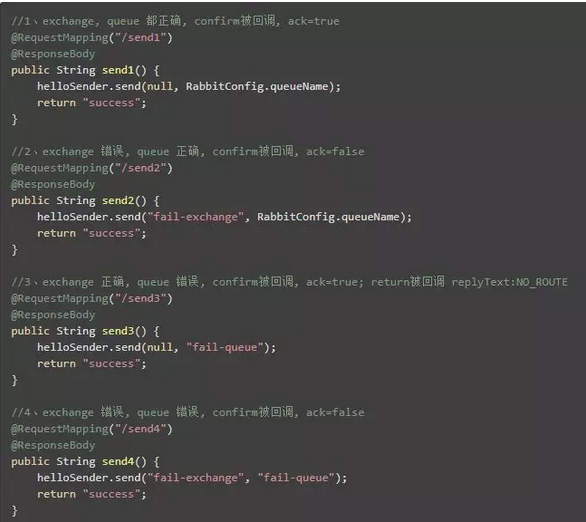 //1、exchange, queue 都正确, confirm被回调, ack=true
@RequestMapping("/send1")
@ResponseBody
public String send1() {
    helloSender.send(null, RabbitConfig.queueName);
    return "success";
}
//2、exchange 错误, queue 正确, confirm被回调, ack=false
@RequestMapping("/send2")
@ResponseBody
public String send2() {
    helloSender.send("fail-exchange", RabbitConfig.queueName);
    return "success";
}
//3、exchange 正确, queue 错误, confirm被回调, ack=true; return被回调 replyText:NO_ROUTE
@RequestMapping("/send3")
@ResponseBody
public String send3() {
    helloSender.send(null, "fail-queue");
    return "success";
}
//4、exchange 错误, queue 错误, confirm被回调, ack=false
@RequestMapping("/send4")
@ResponseBody
public String send4() {
    helloSender.send("fail-exchange", "fail-queue");
    return "success";
}